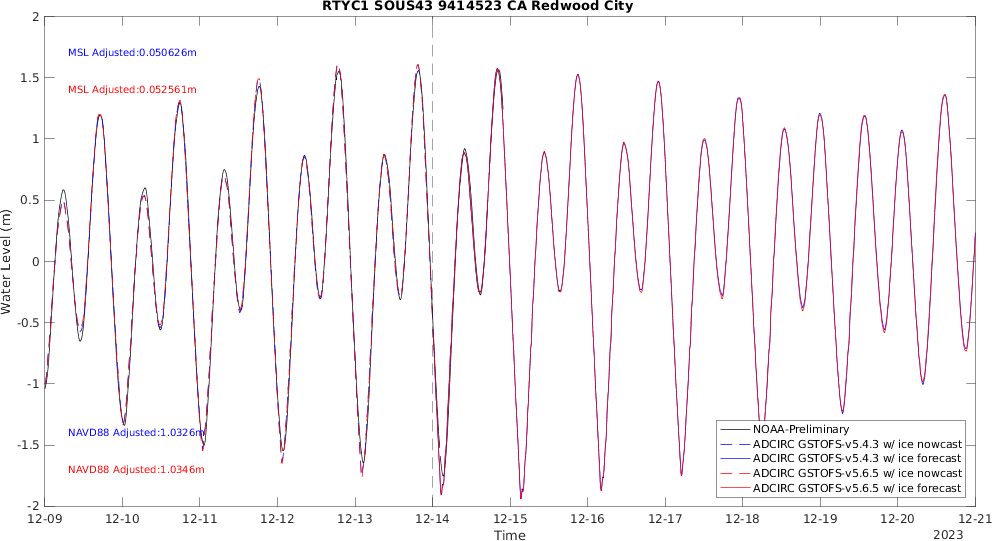 RTYC1 SOUS43 9414523 CA Redwood City
2
1.5
1
0.5
0
-0.5
-1
-1.5
-2
Water Level (m)
MSL Adjusted:0.050626m
MSL Adjusted:0.052561m
NAVD88 Adjusted:1.0326m
NAVD88 Adjusted:1.0346m
NOAA-Preliminary
ADCIRC GSTOFS-v5.4.3 w/ ice nowcast
ADCIRC GSTOFS-v5.4.3 w/ ice forecast
ADCIRC GSTOFS-v5.6.5 w/ ice nowcast
ADCIRC GSTOFS-v5.6.5 w/ ice forecast
12-09 12-10 12-11 12-12 12-13 12-14 12-15 12-16 12-17 12-18 12-19 12-20 12-21
Time
2023